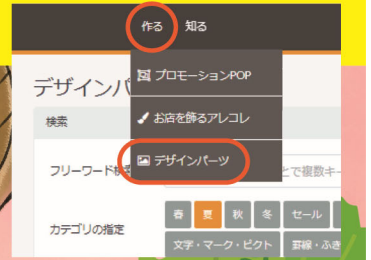 作る 知る
プロモーションPOP
デザインパ
お店を飾るアレコレ
検索
デザインパーツ
フリーワード検
とで複数キー
カテゴリの指定
春 夏 秋 冬 セール
文字・マーク・ピクト 罫線・ふき